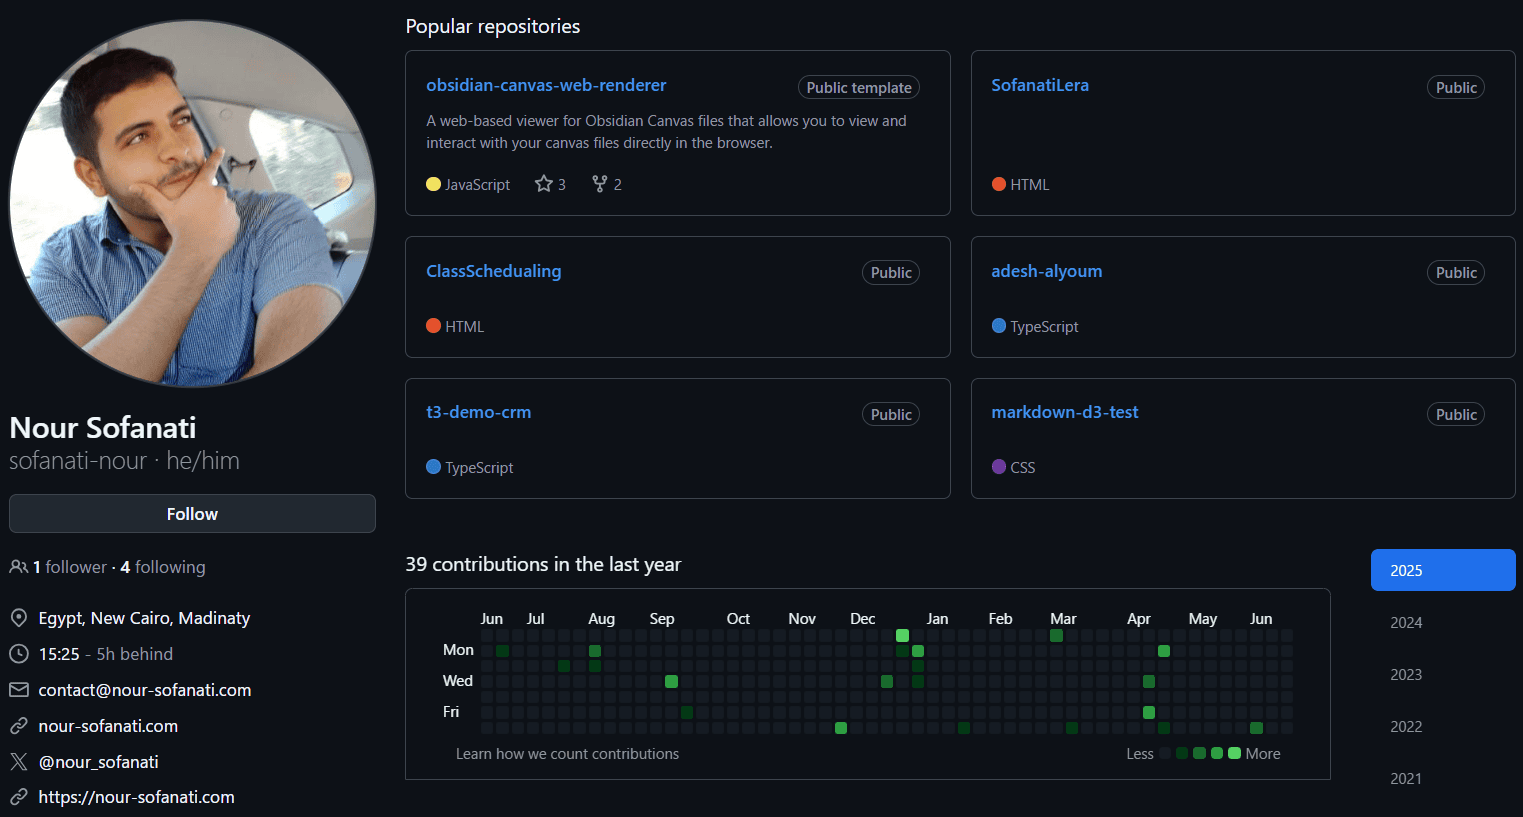 Popular repositories
obsidian-canvas-web-renderer
Public template
A web-based viewer for Obsidian Canvas files that allows you to view and
interact with your canvas files directly in the browser.
JavaScript 3 2
SofanatiLera
Public
HTML
ClassSchedualing
Public
HTML
adesh-alyoum
Public
TypeScript
t3-demo-crm
Public
TypeScript
markdown-d3-test
Public
CSS
Nour Sofanati
sofanati-nour · he/him
Follow
1 follower · 4 following
Egypt, New Cairo, Madinaty
15:25 - 5h behind
contact@nour-sofanati.com
nour-sofanati.com
@nour_sofanati
https://nour-sofanati.com
39 contributions in the last year
Jun Jul Aug Sep Oct Nov Dec Jan Feb Mar Apr May Jun
Mon
Wed
Fri
Learn how we count contributions
Less More
2025
2024
2023
2022
2021